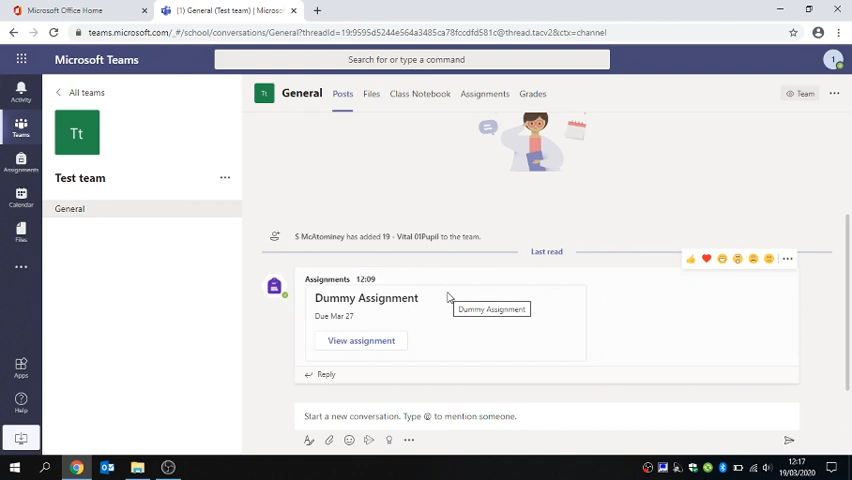 Microsoft Office Home
(1) General (Test team) | Microsof
teams.microsoft.com/_#/school/conversations/General?threadId=19:9595d5244e564a3485ca78fccdfd581c@thread.tacv2&ctx=channel
Microsoft Teams
Search for or type a command
1
Activity
Teams
Assignments
Calendar
Files
Apps
Help
All teams
Tt
Test team
General
Tt
General
Posts
Files
Class Notebook
Assignments
Grades
Team
S McAtominey has added 19 - Vital 01Pupil to the team.
Last read
Assignments 12:09
Dummy Assignment
Dummy Assignment
Due Mar 27
View assignment
Reply
Start a new conversation. Type @ to mention someone.
12:17
19/03/2020